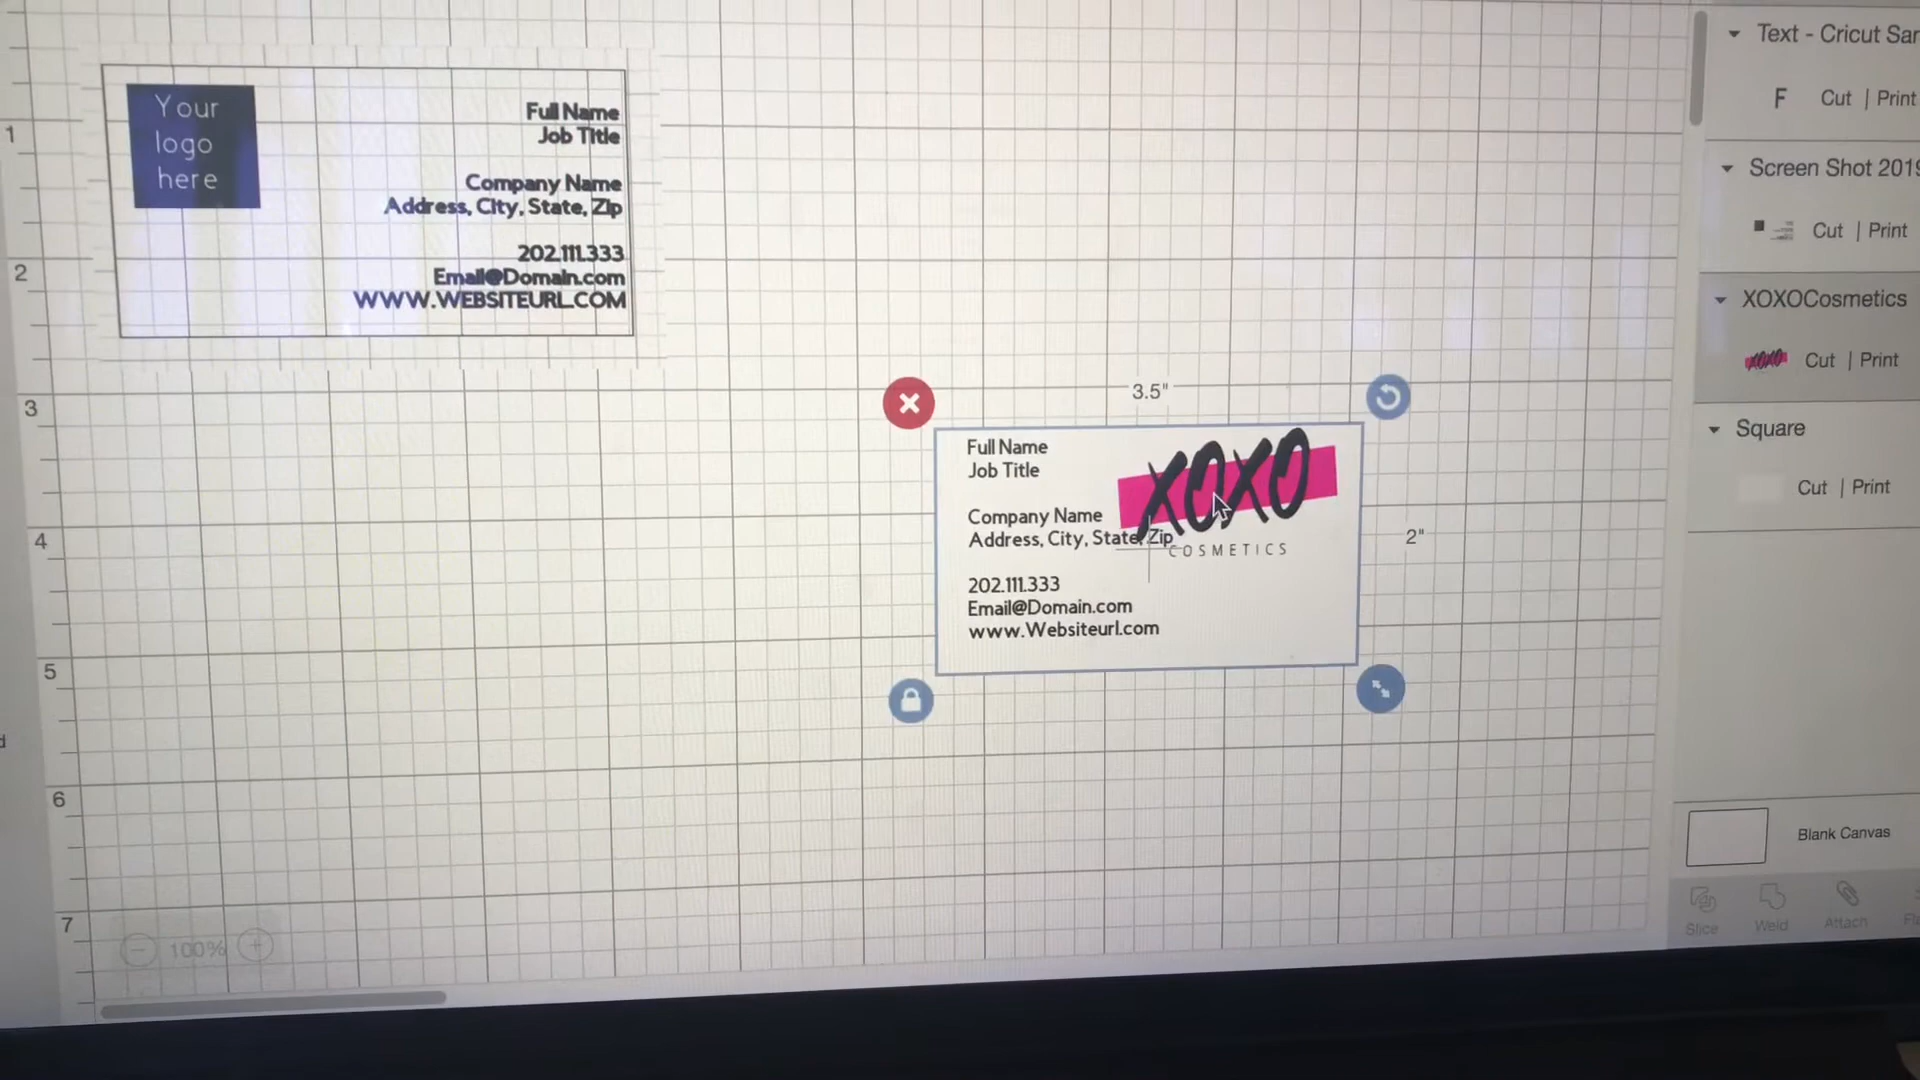 Your
logo
here
Full Name
Job Title
Company Name
Address, City, State, Zip
202.111.333
Email@Domain.com
WWW.WEBSITEURL.COM
1
2
3
4
5
6
7
3.5"
2"
Full Name
Job Title
Company Name
Address, City, State, Zip
202.111.333
Email@Domain.com
www.Websiteurl.com
XOXO
COSMETICS
100%
Text - Cricut
F Cut | Print
Screen Shot 2019
Cut | Print
XOXOCosmetics
XOXO Cut | Print
Square
Cut | Print
Blank Canvas
Slice Weld Attach